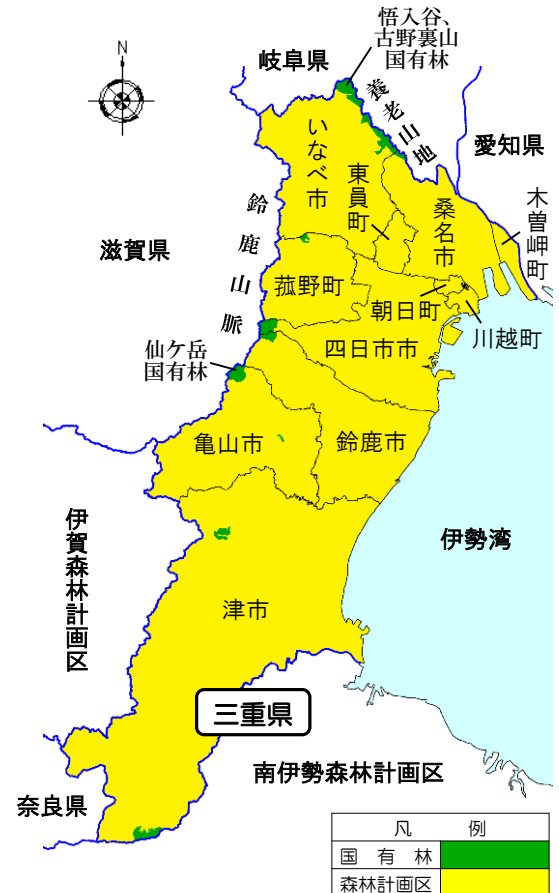 悟入谷、
古野裏山
国有林
岐阜県
N
養老山地
愛知県
いなべ市
東員町
桑名市
木曽岬町
鈴鹿山脈
滋賀県
菰野町
朝日町
川越町
四日市市
仙ケ岳
国有林
亀山市
鈴鹿市
伊勢湾
伊賀森林計画区
津市
三重県
南伊勢森林計画区
奈良県
凡 例
国 有 林
森林計画区